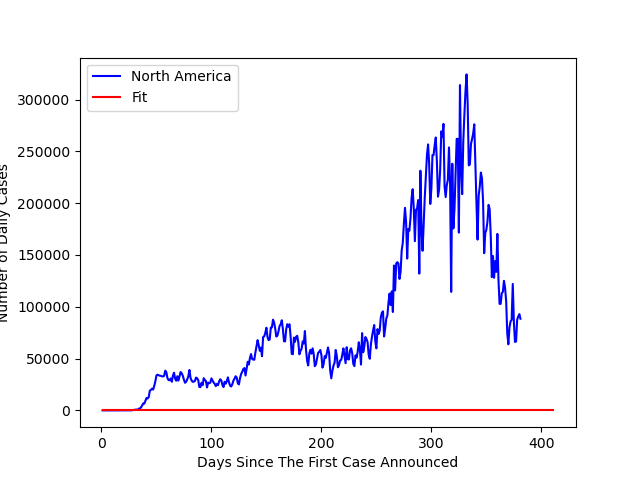 North America
Fit
300000
250000
200000
150000
100000
50000
0
Number of Daily Cases
0 100 200 300 400
Days Since The First Case Announced